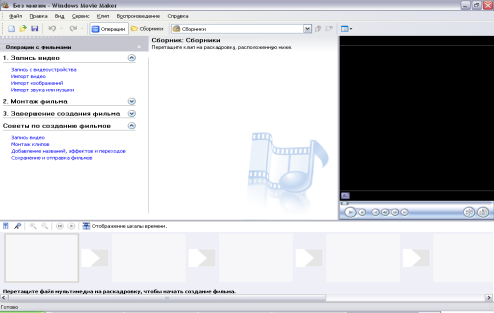 Без имени - Windows Movie Maker
Файл Правка Вид Сервис Клип Воспроизведение Справка
Операции Сборники Сборники
Операции с фильмами
Сборник: Сборники
Перетащите клип на раскадровку, расположенную ниже.
1. Запись видео
Запись с видеоустройства
Импорт видео
Импорт изображений
Импорт звука или музыки
2. Монтаж фильма
3. Завершение создания фильма
Советы по созданию фильмов
Запись видео
Монтаж клипов
Добавление названий, эффектов и переходов
Сохранение и отправка фильмов
Отображение шкалы времени.
Перетащите файл мультимедиа на раскадровку, чтобы начать создание фильма.
Готово